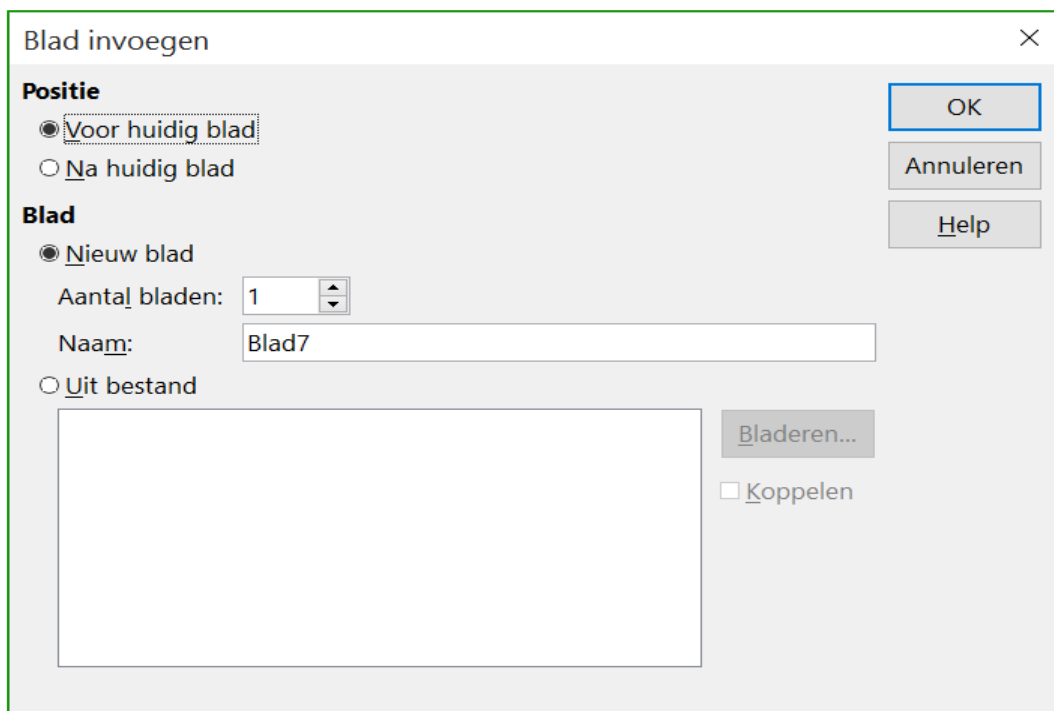 Blad invoegen
Positie
Voor huidig blad
Na huidig blad
OK
Annuleren
Help
Blad
Nieuw blad
Aantal bladen: 1
Naam: Blad7
Uit bestand
Bladeren...
Koppelen